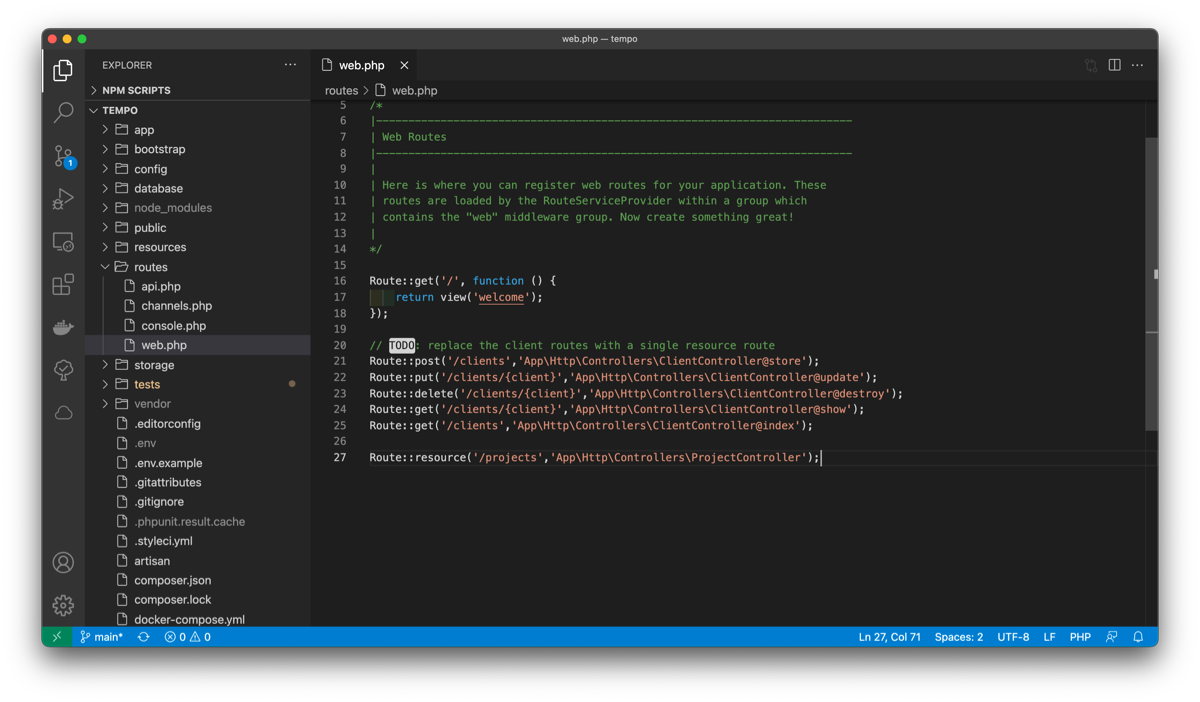 web.php — tempo
EXPLORER
web.php
NPM SCRIPTS
routes > web.php
TEMPO
app
bootstrap
config
database
node_modules
public
resources
routes
api.php
channels.php
console.php
web.php
storage
tests
vendor
.editorconfig
.env
.env.example
.gitattributes
.gitignore
.phpunit.result.cache
.styleci.yml
artisan
composer.json
composer.lock
docker-compose.yml
1
5 /*
6 |--------------------------------------------------------------------------
7 | Web Routes
8 |--------------------------------------------------------------------------
9 |
10 | Here is where you can register web routes for your application. These
11 | routes are loaded by the RouteServiceProvider within a group which
12 | contains the "web" middleware group. Now create something great!
13 |
14 */
15
16 Route::get('/', function () {
17 return view('welcome');
18 });
19
20 // TODO: replace the client routes with a single resource route
21 Route::post('/clients','App\Http\Controllers\ClientController@store');
22 Route::put('/clients/{client}','App\Http\Controllers\ClientController@update');
23 Route::delete('/clients/{client}','App\Http\Controllers\ClientController@destroy');
24 Route::get('/clients/{client}','App\Http\Controllers\ClientController@show');
25 Route::get('/clients','App\Http\Controllers\ClientController@index');
26
27 Route::resource('/projects','App\Http\Controllers\ProjectController');
main* 0 0 Ln 27, Col 71 Spaces: 2 UTF-8 LF PHP